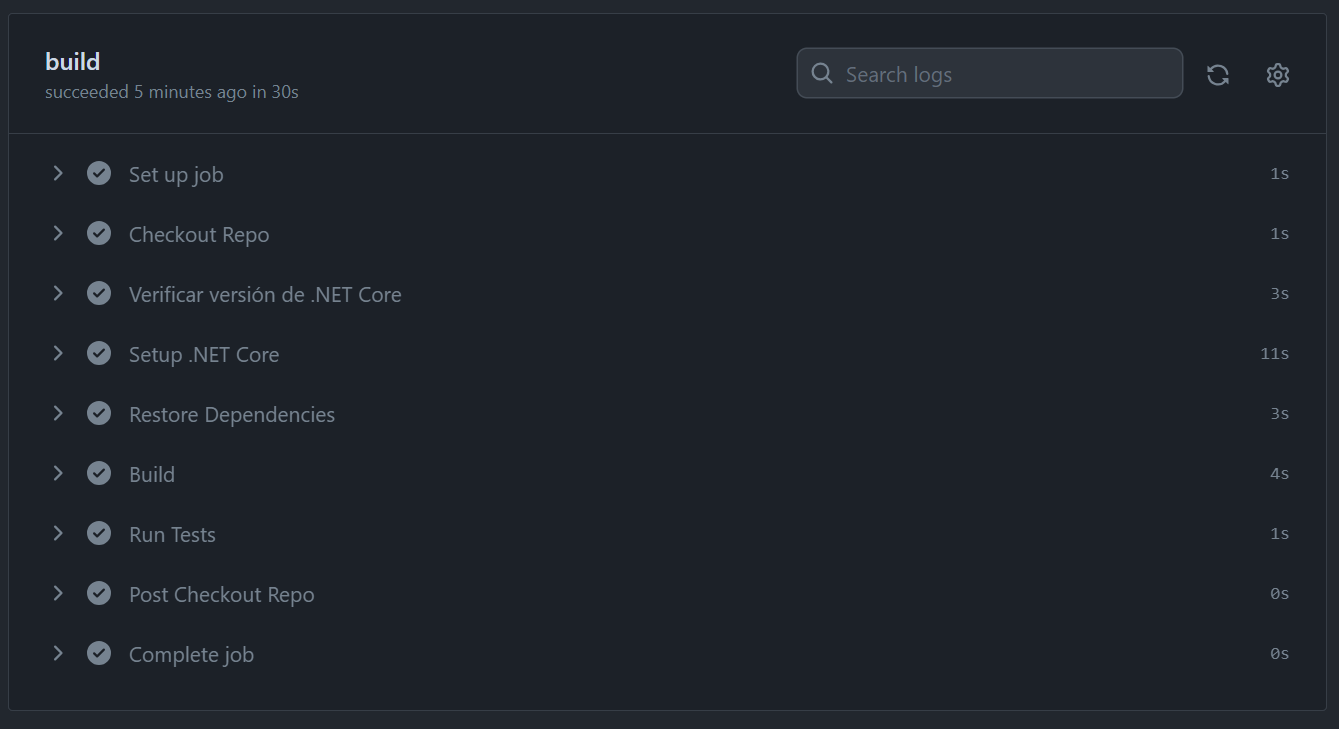 build
succeeded 5 minutes ago in 30s
Search logs
Set up job 1s
Checkout Repo 1s
Verificar versión de .NET Core 3s
Setup .NET Core 11s
Restore Dependencies 3s
Build 4s
Run Tests 1s
Post Checkout Repo 0s
Complete job 0s